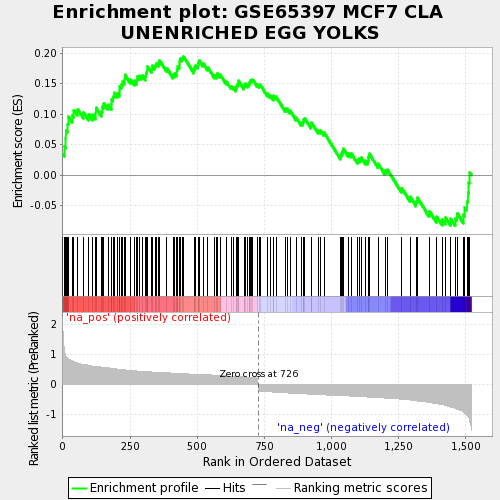 Enrichment plot: GSE65397 MCF7 CLA
UNENRICHED EGG YOLKS
Enrichment score (ES)
0.20
0.15
0.10
0.05
0.00
-0.05
'na_pos' (positively correlated)
Ranked list metric (PreRanked)
2
1
0
-1
Zero cross at 726
'na_neg' (negatively correlated)
0
250
500
750
1,000
1,250
1,500
Rank in Ordered Dataset
Enrichment profile
Hits
Ranking metric scores